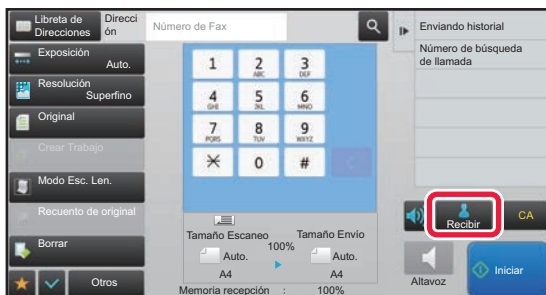 Libreta de
Direcciones
Direcci
ón
Número de Fax
Exposición
Auto.
Resolución
Superfino
Original
Crear Trabajo
Modo Esc. Len.
Recuento de original
Borrar
Otros
1
2
ABC
3
DEF
4
GHI
5
JKL
6
MNO
7
PQRS
8
TUV
9
WXYZ
0
#
C
Tamaño Escaneo
Tamaño Envio
100%
Auto.
Auto.
A4
A4
Memoria recepción : 100%
Enviando historial
Número de búsqueda
de llamada
Recibir
CA
Altavoz
Iniciar